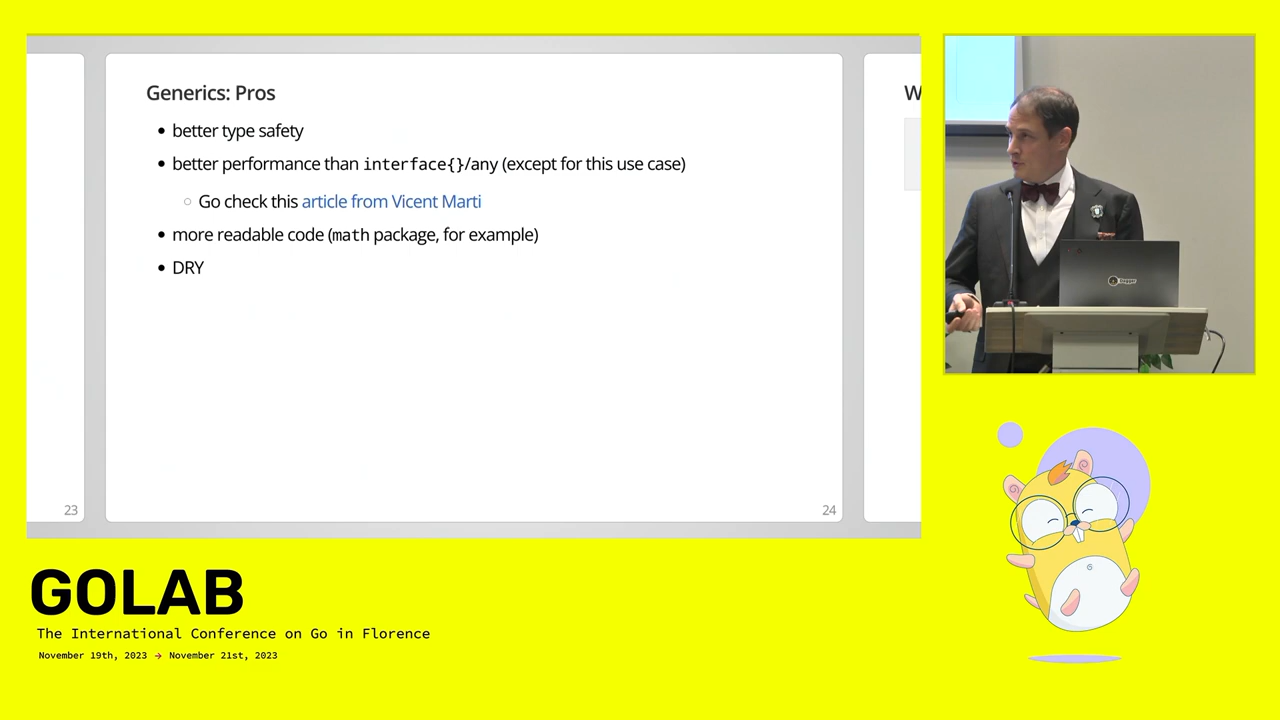 Generics: Pros
better type safety
better performance than interface{}/any (except for this use case)
Go check this article from Vicent Marti
more readable code (math package, for example)
DRY
23
24
W
GOLAB
The International Conference on Go in Florence
November 19th, 2023 → November 21st, 2023